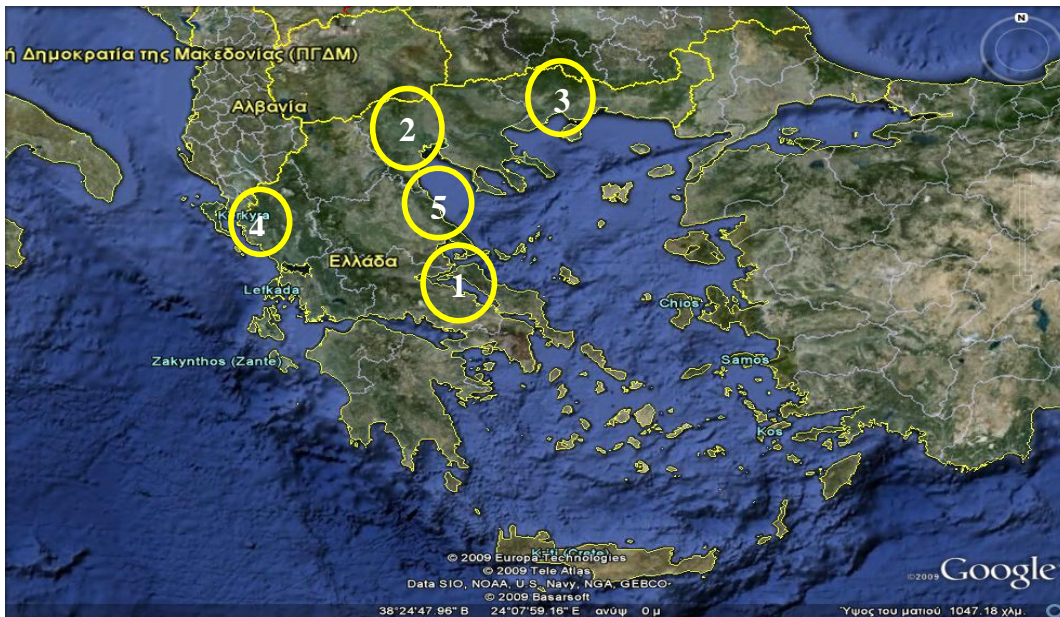 N
ή Δημοκρατία της Μακεδονίας (ΠΓΔΜ)
Αλβανία
3
2
5
Kerkyra
4
Ελλάδα
1
Lefkada
Chios
Zakynthos (Zante)
Samos
Kos
Kriti (Crete)
© 2009 Europa Technologies
© 2009 Tele Atlas
Data SIO, NOAA, U.S. Navy, NGA, GEBCO
© 2009 Basarsoft
©2009 Google
38°24'47.96" Β 24°07'59.16" Ε ανύψ 0 μ Ύψος του ματιού 1047.18 χλμ.